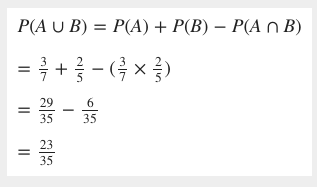 P(A ∪ B) = P(A) + P(B) − P(A ∩ B)
= 3/7 + 2/5 − (3/7 × 2/5)
= 29/35 − 6/35
= 23/35